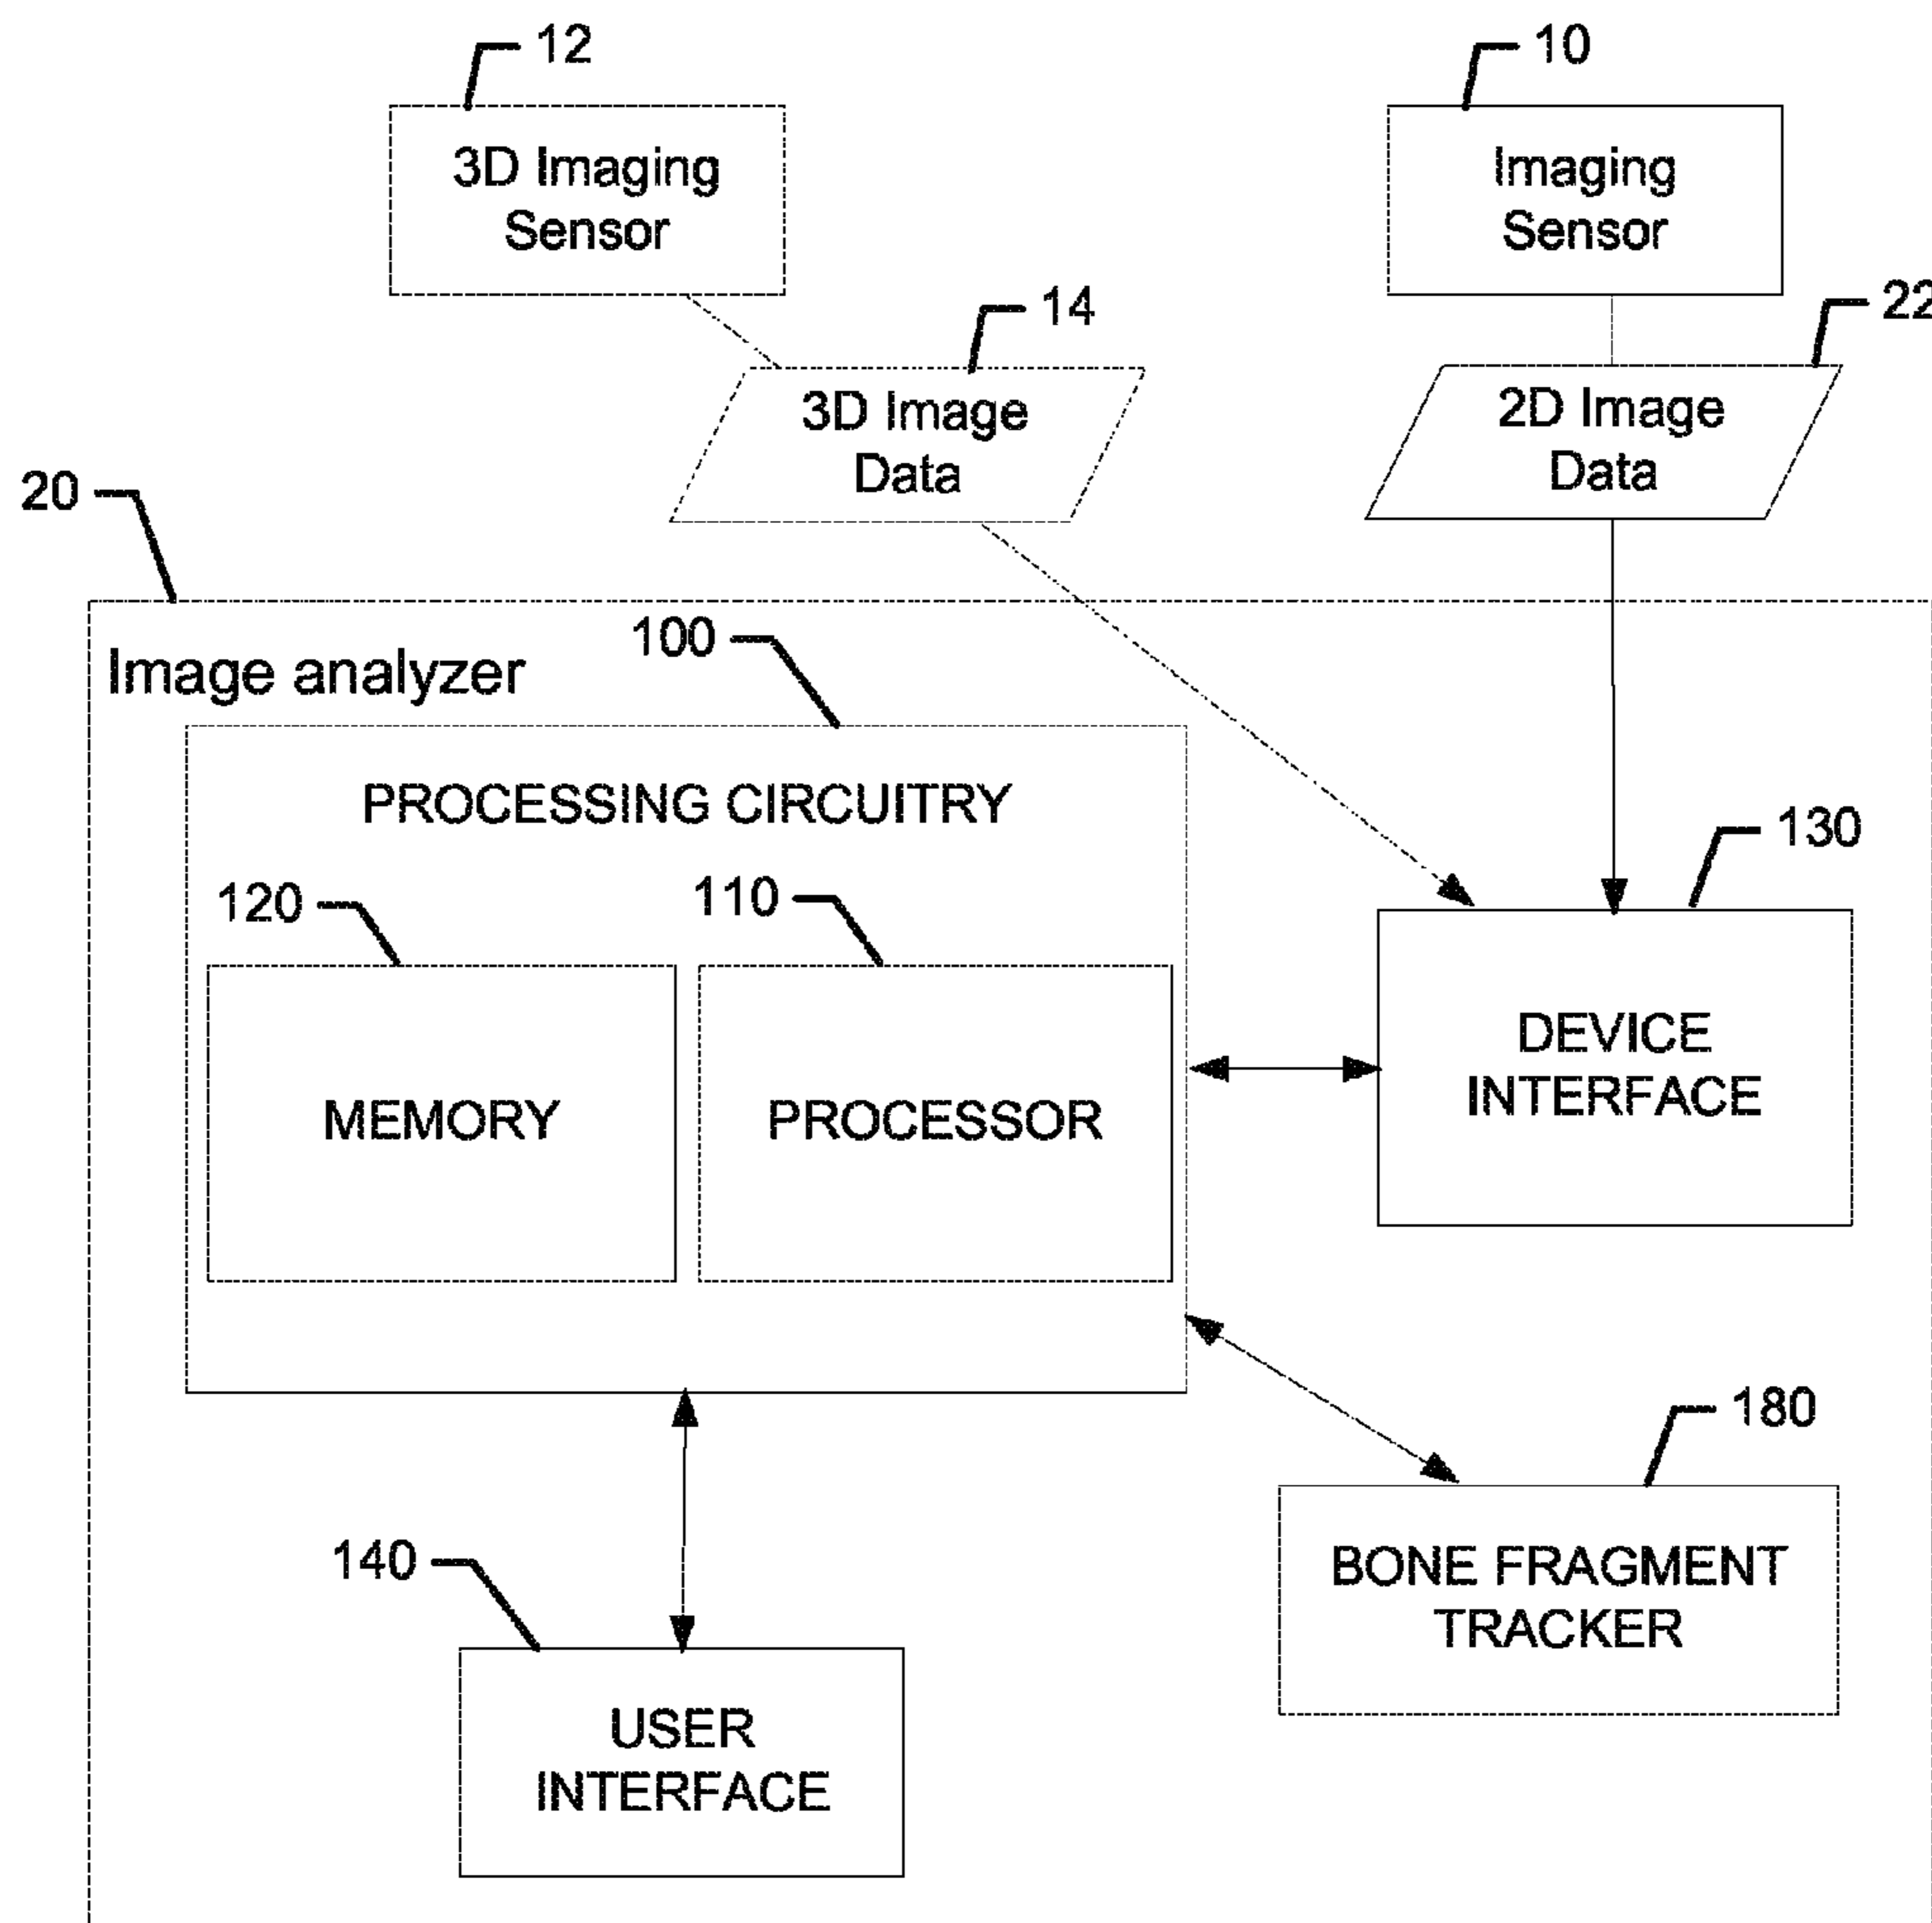 12
10
3D Imaging
Sensor
Imaging
Sensor
14
22
3D Image
Data
2D Image
Data
20
100
Image analyzer
PROCESSING CIRCUITRY
130
120
110
DEVICE
INTERFACE
MEMORY
PROCESSOR
180
140
BONE FRAGMENT
TRACKER
USER
INTERFACE